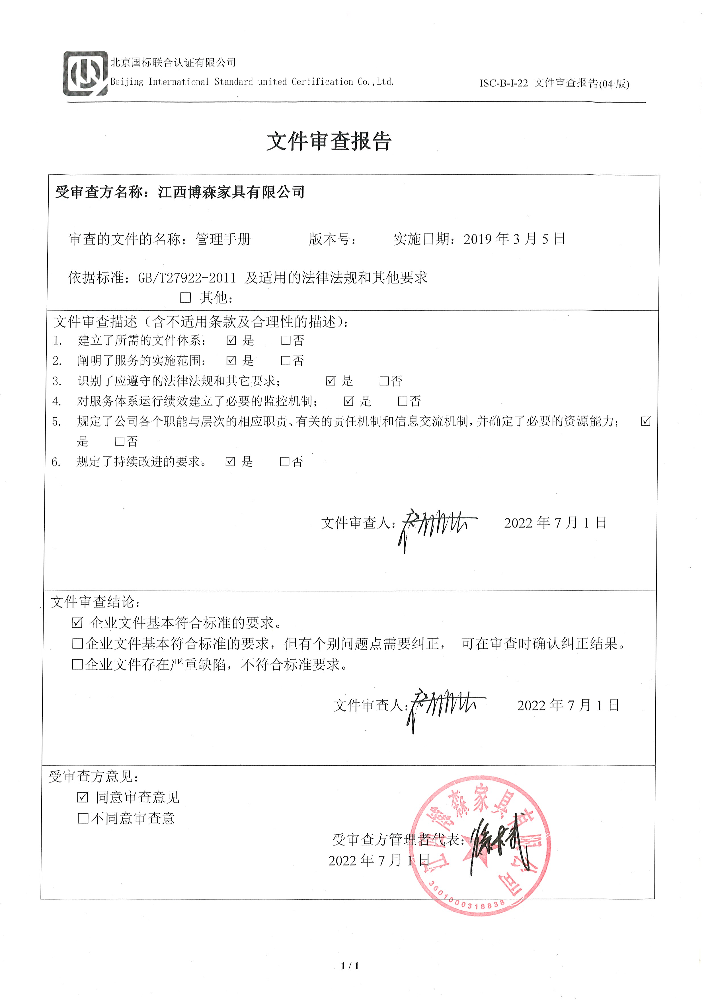 北京国标联合认证有限公司
Beijing International Standard united Certification Co.,Ltd.
ISC-B-I-22 文件审查报告(04 版)
文件审查报告
受审查方名称：江西博森家具有限公司
审查的文件的名称：管理手册 版本号： 实施日期：2019 年 3 月 5 日
依据标准：GB/T27922-2011 及适用的法律法规和其他要求
□ 其他：
文件审查描述（含不适用条款及合理性的描述）：
1. 建立了所需的文件体系： ☑ 是 □否
2. 阐明了服务的实施范围： ☑ 是 □否
3. 识别了应遵守的法律法规和其它要求； ☑ 是 □否
4. 对服务体系运行绩效建立了必要的监控机制； ☑ 是 □否
5. 规定了公司各个职能与层次的相应职责、有关的责任机制和信息交流机制，并确定了必要的资源能力； ☑
是 □否
6. 规定了持续改进的要求。 ☑ 是 □否
文件审查人： 2022 年 7 月 1 日
文件审查结论：
☑ 企业文件基本符合标准的要求。
□企业文件基本符合标准的要求，但有个别问题点需要纠正， 可在审查时确认纠正结果。
□企业文件存在严重缺陷，不符合标准要求。
文件审查人： 2022 年 7 月 1 日
受审查方意见：
☑ 同意审查意见
□不同意审查意
受审查方管理者代表：
2022 年 7 月 1 日
江西博森家具有限公司
3601000318838
1 / 1